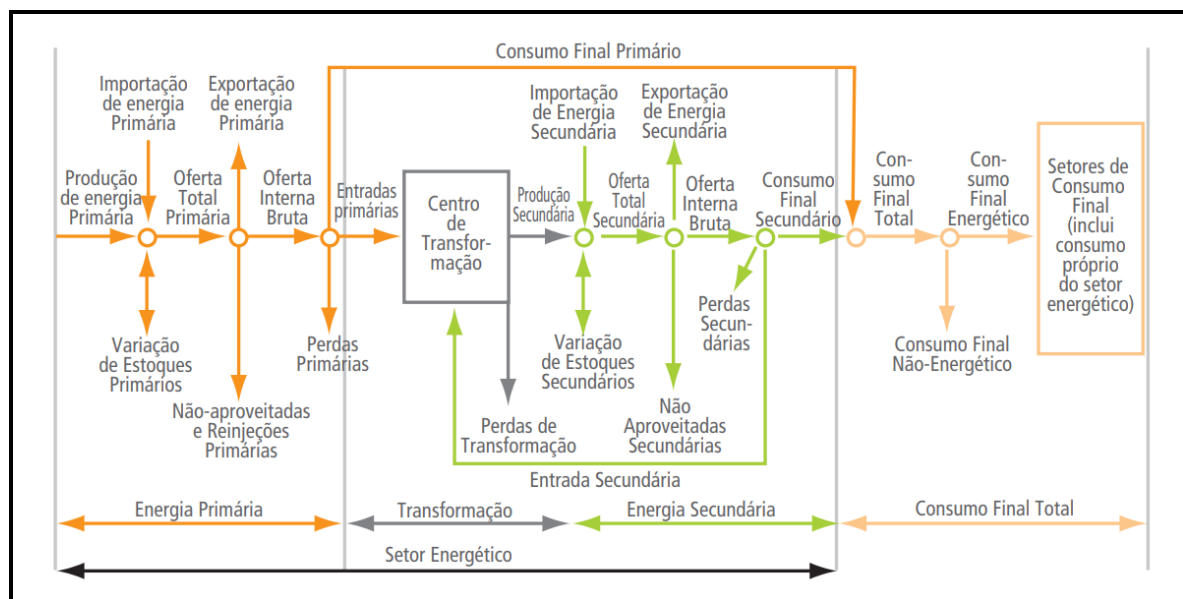 Consumo Final Primário
Importação
de energia
Primária
Exportação
de energia
Primária
Produção
de energia
Primária
Oferta
Total
Primária
Oferta
Interna
Bruta
Entradas
primárias
Variação
de Estoques
Primários
Não-aproveitadas
e Reinjeções
Primárias
Perdas
Primárias
Centro
de
Transfor-
mação
Produção
Secundária
Perdas de
Transformação
Importação
de Energia
Secundária
Exportação
de Energia
Secundária
Oferta
Total
Secundária
Oferta
Interna
Bruta
Consumo
Final
Secundário
Variação
de Estoques
Secundários
Não
Aproveitadas
Secundárias
Perdas
Secun-
dárias
Entrada Secundária
Con-
sumo
Final
Total
Con-
sumo
Final
Energético
Consumo Final
Não-Energético
Setores de
Consumo
Final
(inclui
consumo
próprio
do setor
energético)
Energia Primária
Transformação
Energia Secundária
Consumo Final Total
Setor Energético